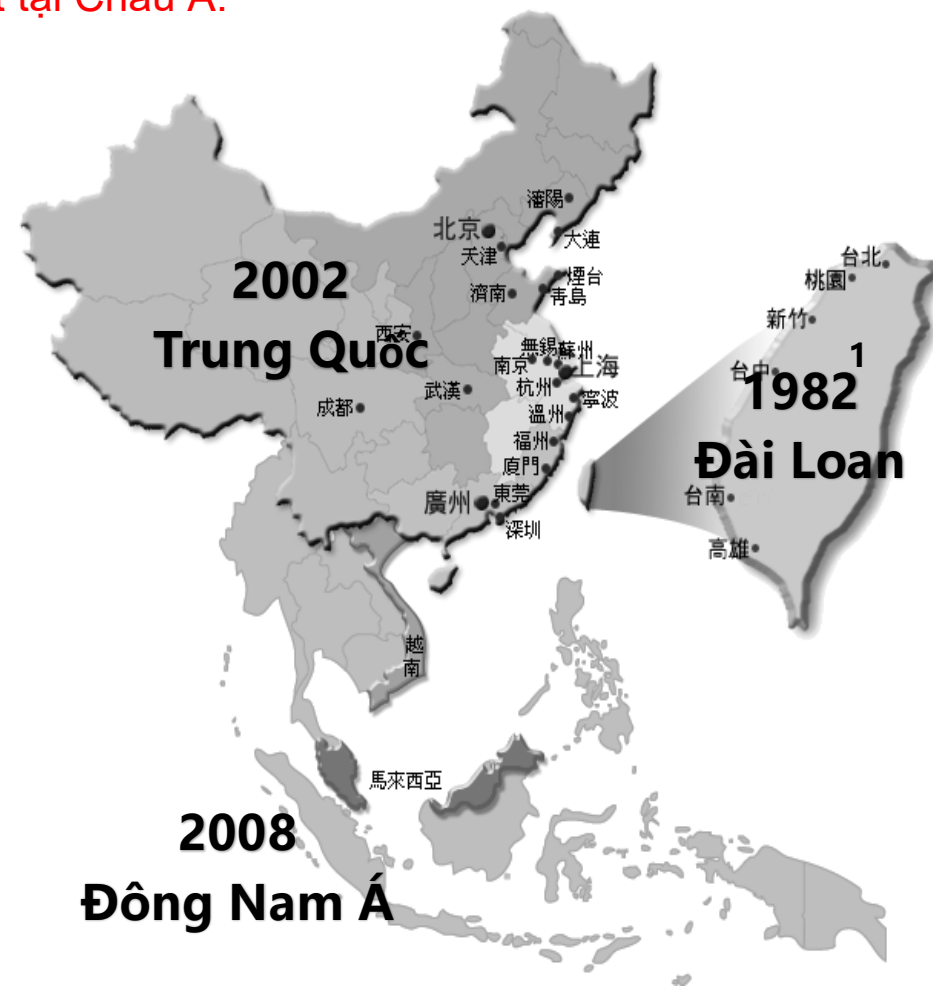 tại Châu Á.
瀋陽
北京
大連
天津
煙台
濟南
青島
2002
Trung Quốc
西安
無錫
蘇州
南京
上海
杭州
武漢
寧波
成都
溫州
福州
廈門
東莞
廣州
深圳
台北
桃園
新竹
台中
1
1982
Đài Loan
台南
高雄
越
南
馬來西亞
2008
Đông Nam Á